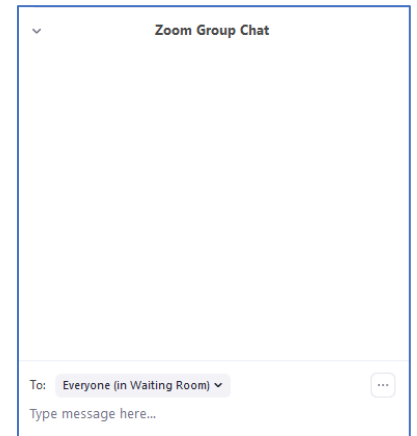 Zoom Group Chat
To: Everyone (in Waiting Room)
Type message here...